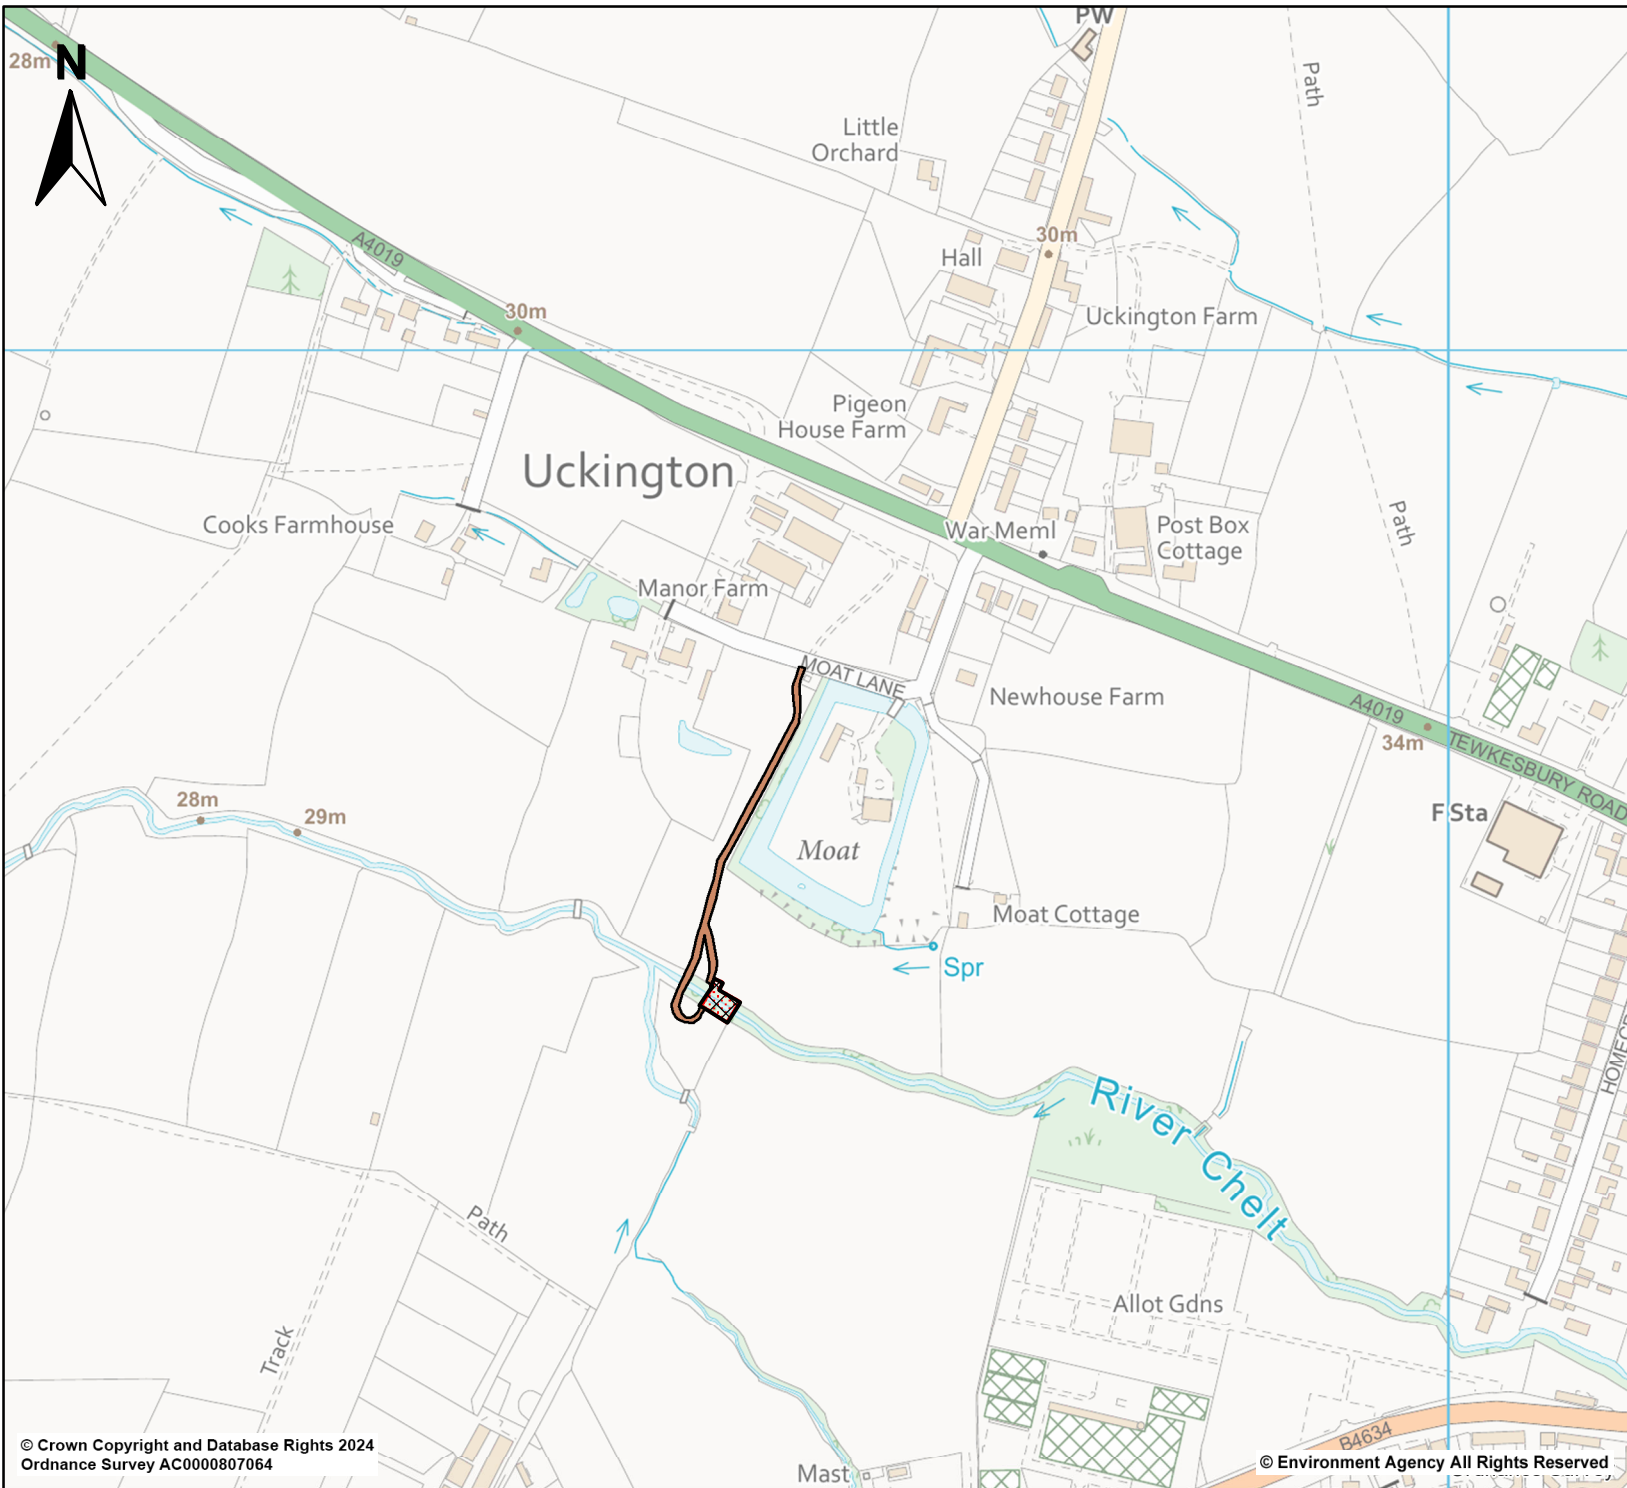 PW
28m
N
Path
Little
Orchard
A4019
30m
Hall
30m
Uckington Farm
Pigeon
House Farm
Uckington
Cooks Farmhouse
War Meml
Post Box
Cottage
Path
Manor Farm
MOAT LANE
Newhouse Farm
A4019
34m
TEWKESBURY ROAD
28m
29m
F Sta
Moat
Moat Cottage
Spr
River Chelt
Path
Allot Gdns
Track
B4634
© Crown Copyright and Database Rights 2024
Ordnance Survey AC0000807064
© Environment Agency All Rights Reserved
Mast